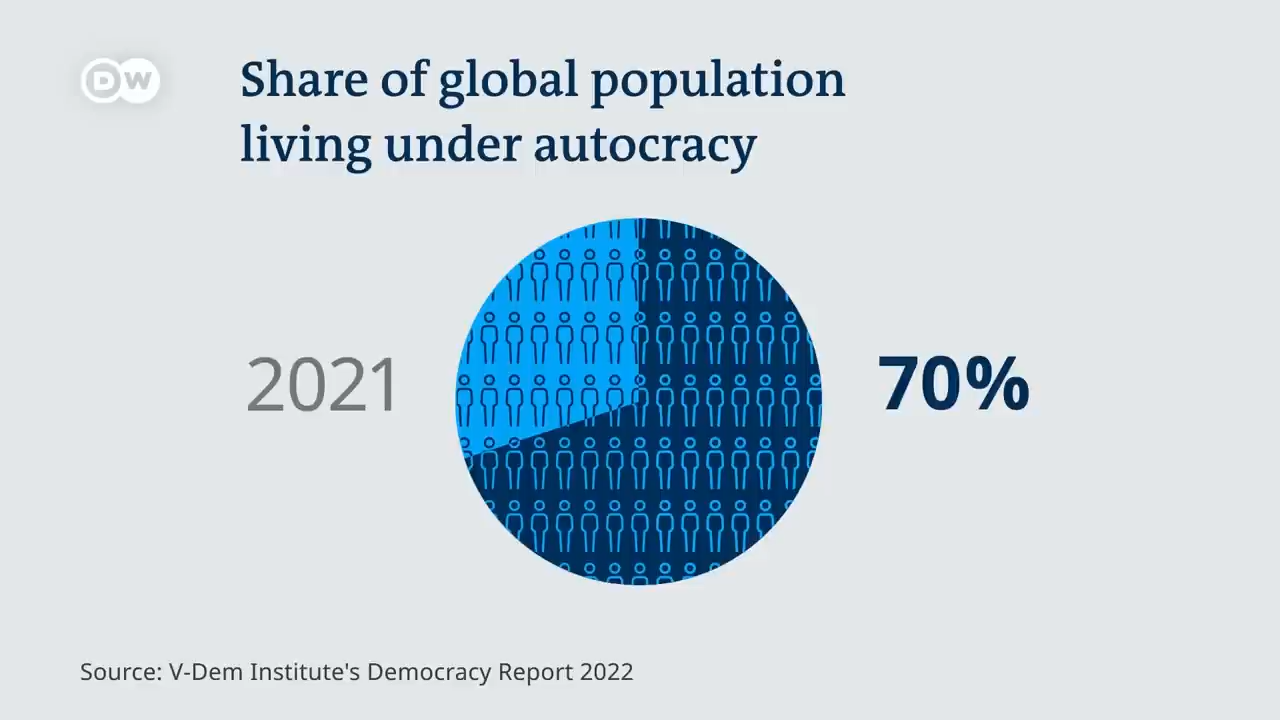 DW
Share of global population
living under autocracy
2021
70%
Source: V-Dem Institute's Democracy Report 2022